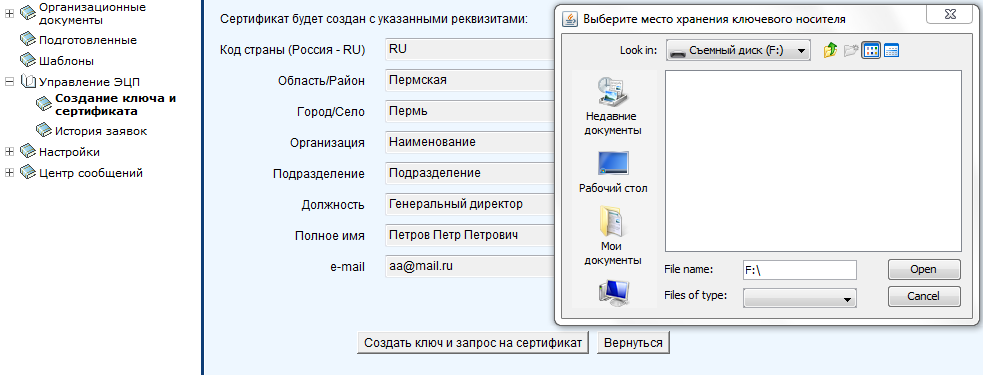 Организационные
документы
Подготовленные
Шаблоны
Управление ЭЦП
Создание ключа и
сертификата
История заявок
Настройки
Центр сообщений
Сертификат будет создан с указанными реквизитами:
Код страны (Россия - RU) RU
Область/Район Пермская
Город/Село Пермь
Организация Наименование
Подразделение Подразделение
Должность Генеральный директор
Полное имя Петров Петр Петрович
e-mail aa@mail.ru
Создать ключ и запрос на сертификат Вернуться
Выберите место хранения ключевого носителя
Look in: Съемный диск (F:)
Недавние
документы
Рабочий стол
Мои
документы
File name: F:\ Open
Files of type: Cancel